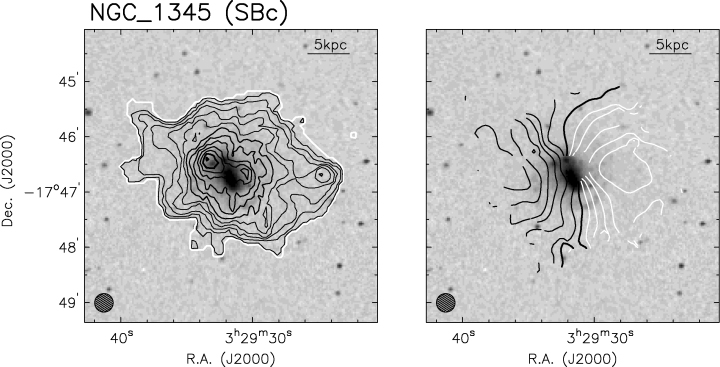 NGC_1345 (SBc)
5kpc
5kpc
45'
46'
−17°47'
48'
49'
Dec. (J2000)
40ˢ
3ʰ29ᵐ30ˢ
40ˢ
3ʰ29ᵐ30ˢ
R.A. (J2000)
R.A. (J2000)